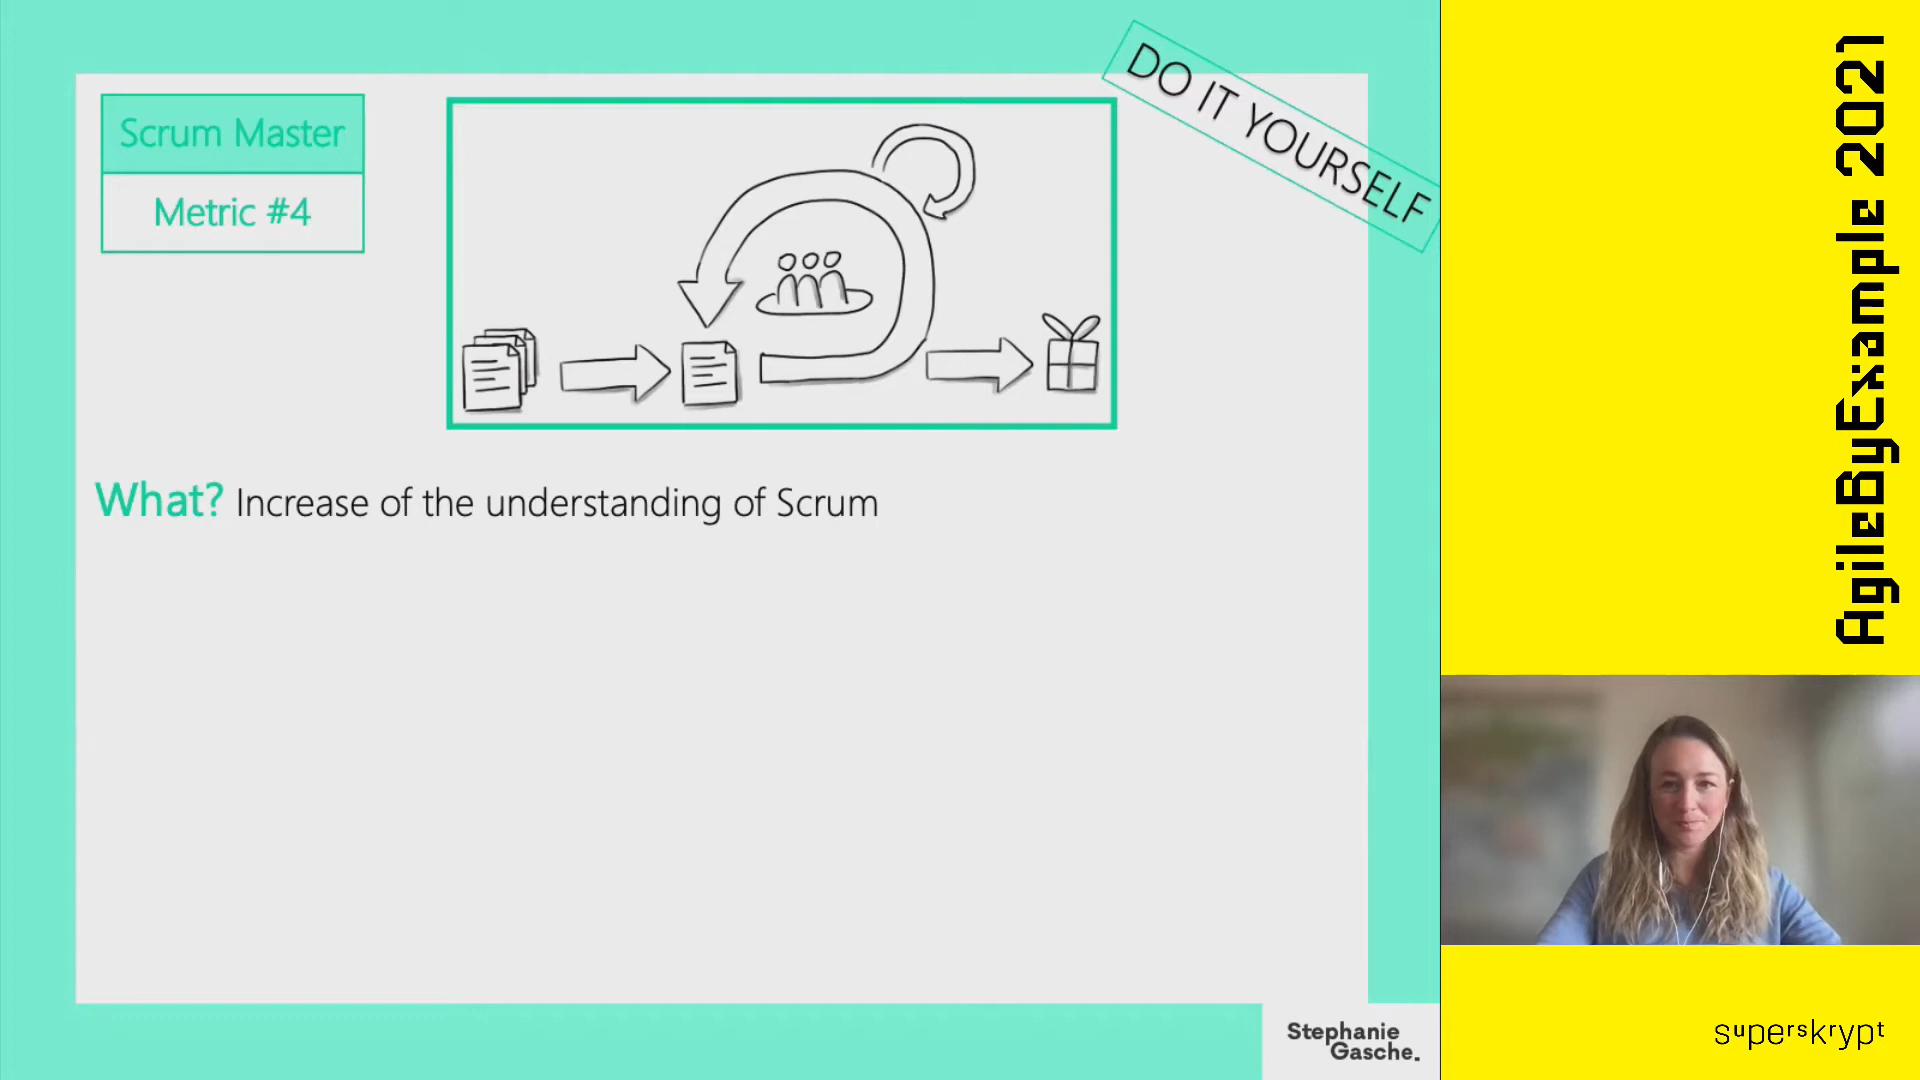 Scrum Master
Metric #4
DO IT YOURSELF
What? Increase of the understanding of Scrum
Stephanie
Gasche.
AgileByExample 2021
superskrypt